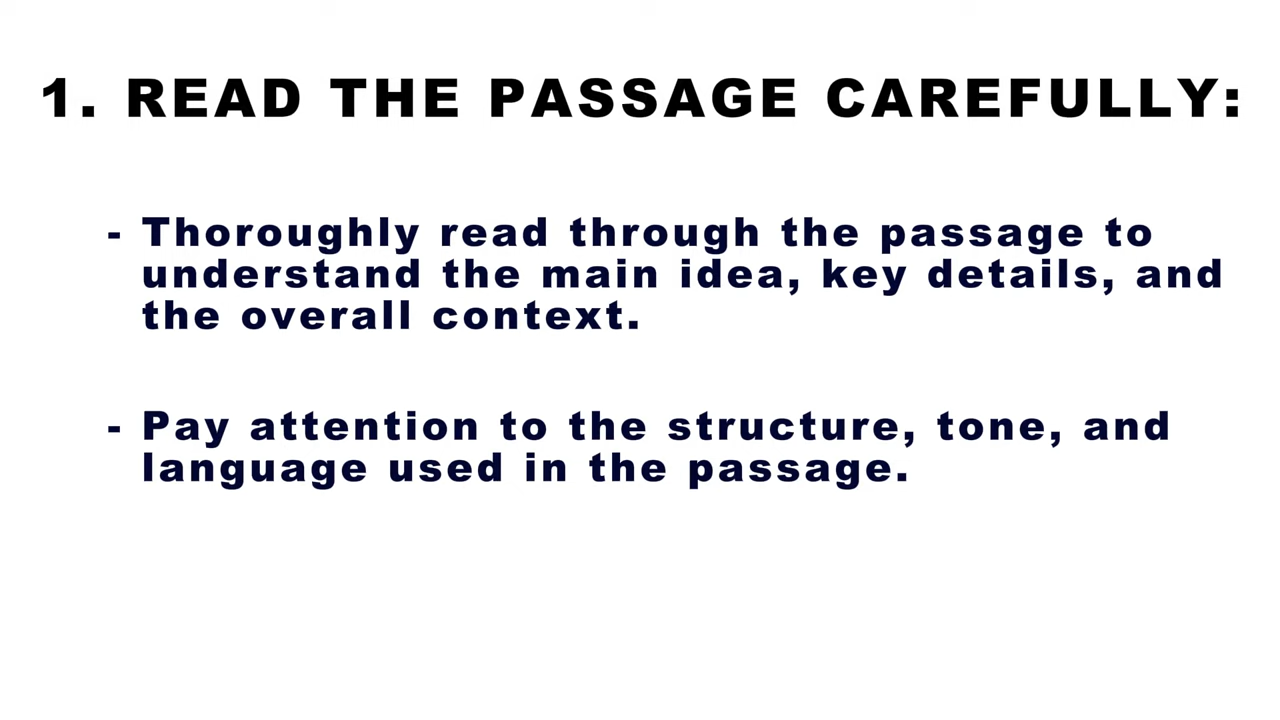 1. READ THE PASSAGE CAREFULLY:
- Thoroughly read through the passage to
understand the main idea, key details, and
the overall context.
- Pay attention to the structure, tone, and
language used in the passage.